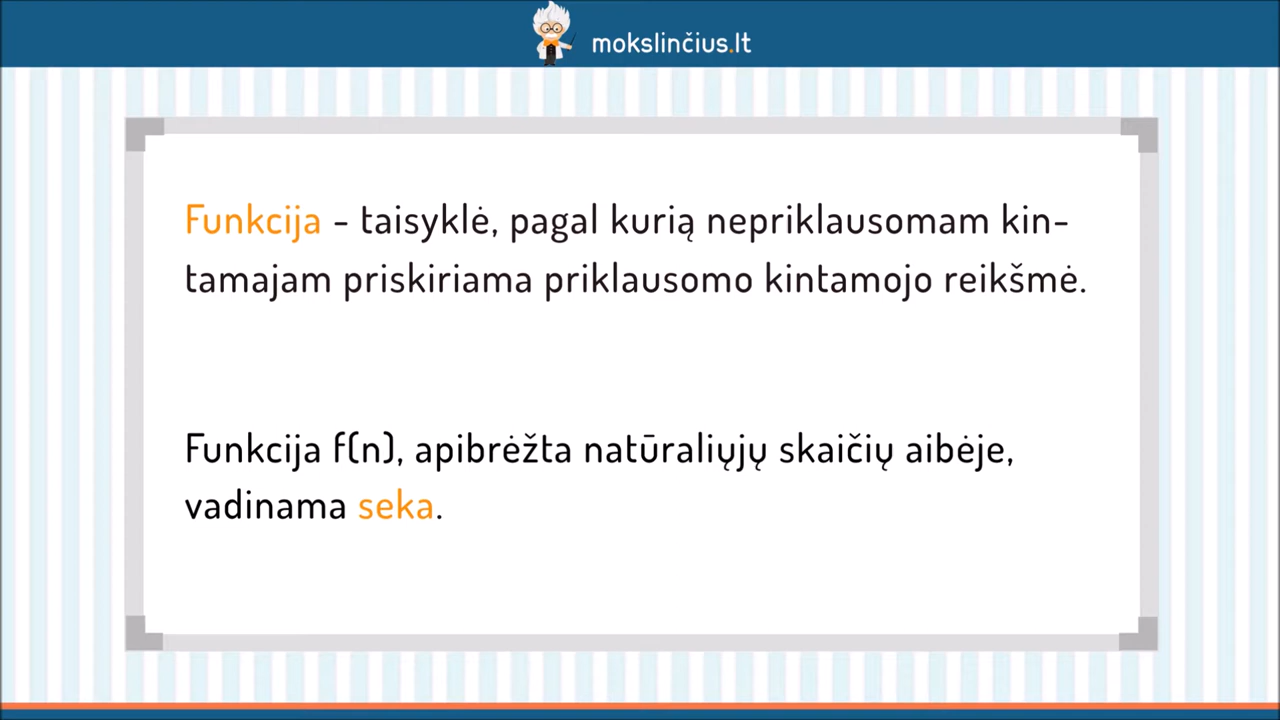 mokslinčius.lt
Funkcija - taisyklė, pagal kurią nepriklausomam kin-
tamajam priskiriama priklausomo kintamojo reikšmė.
Funkcija f(n), apibrėžta natūraliųjų skaičių aibėje,
vadinama seka.